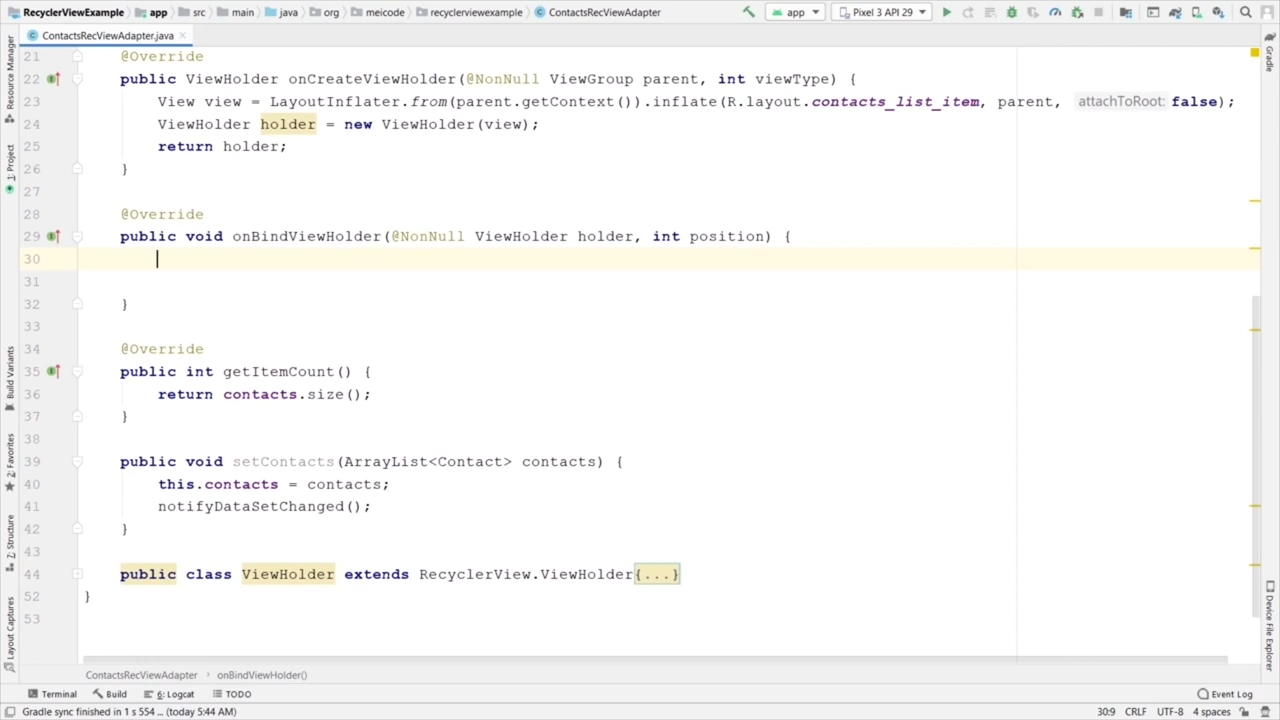 RecyclerViewExample app src main java org meicode recyclerviewexample ContactsRecViewAdapter app Pixel 3 API 29
ContactsRecViewAdapter.java
21 @Override
22 public ViewHolder onCreateViewHolder(@NonNull ViewGroup parent, int viewType) {
23 View view = LayoutInflater.from(parent.getContext()).inflate(R.layout.contacts_list_item, parent, attachToRoot: false);
24 ViewHolder holder = new ViewHolder(view);
25 return holder;
26 }
27
28 @Override
29 public void onBindViewHolder(@NonNull ViewHolder holder, int position) {
30
31
32 }
33
34 @Override
35 public int getItemCount() {
36 return contacts.size();
37 }
38
39 public void setContacts(ArrayList<Contact> contacts) {
40 this.contacts = contacts;
41 notifyDataSetChanged();
42 }
43
44 public class ViewHolder extends RecyclerView.ViewHolder{...}
52 }
53
Resource Manager
1: Project
Build Variants
2: Favorites
7: Structure
Layout Captures
Gradle
Device File Explorer
ContactsRecViewAdapter › onBindViewHolder()
Terminal Build 6: Logcat TODO Event Log
Gradle sync finished in 1 s 554 ... (today 5:44 AM) 30:9 CRLF UTF-8 4 spaces